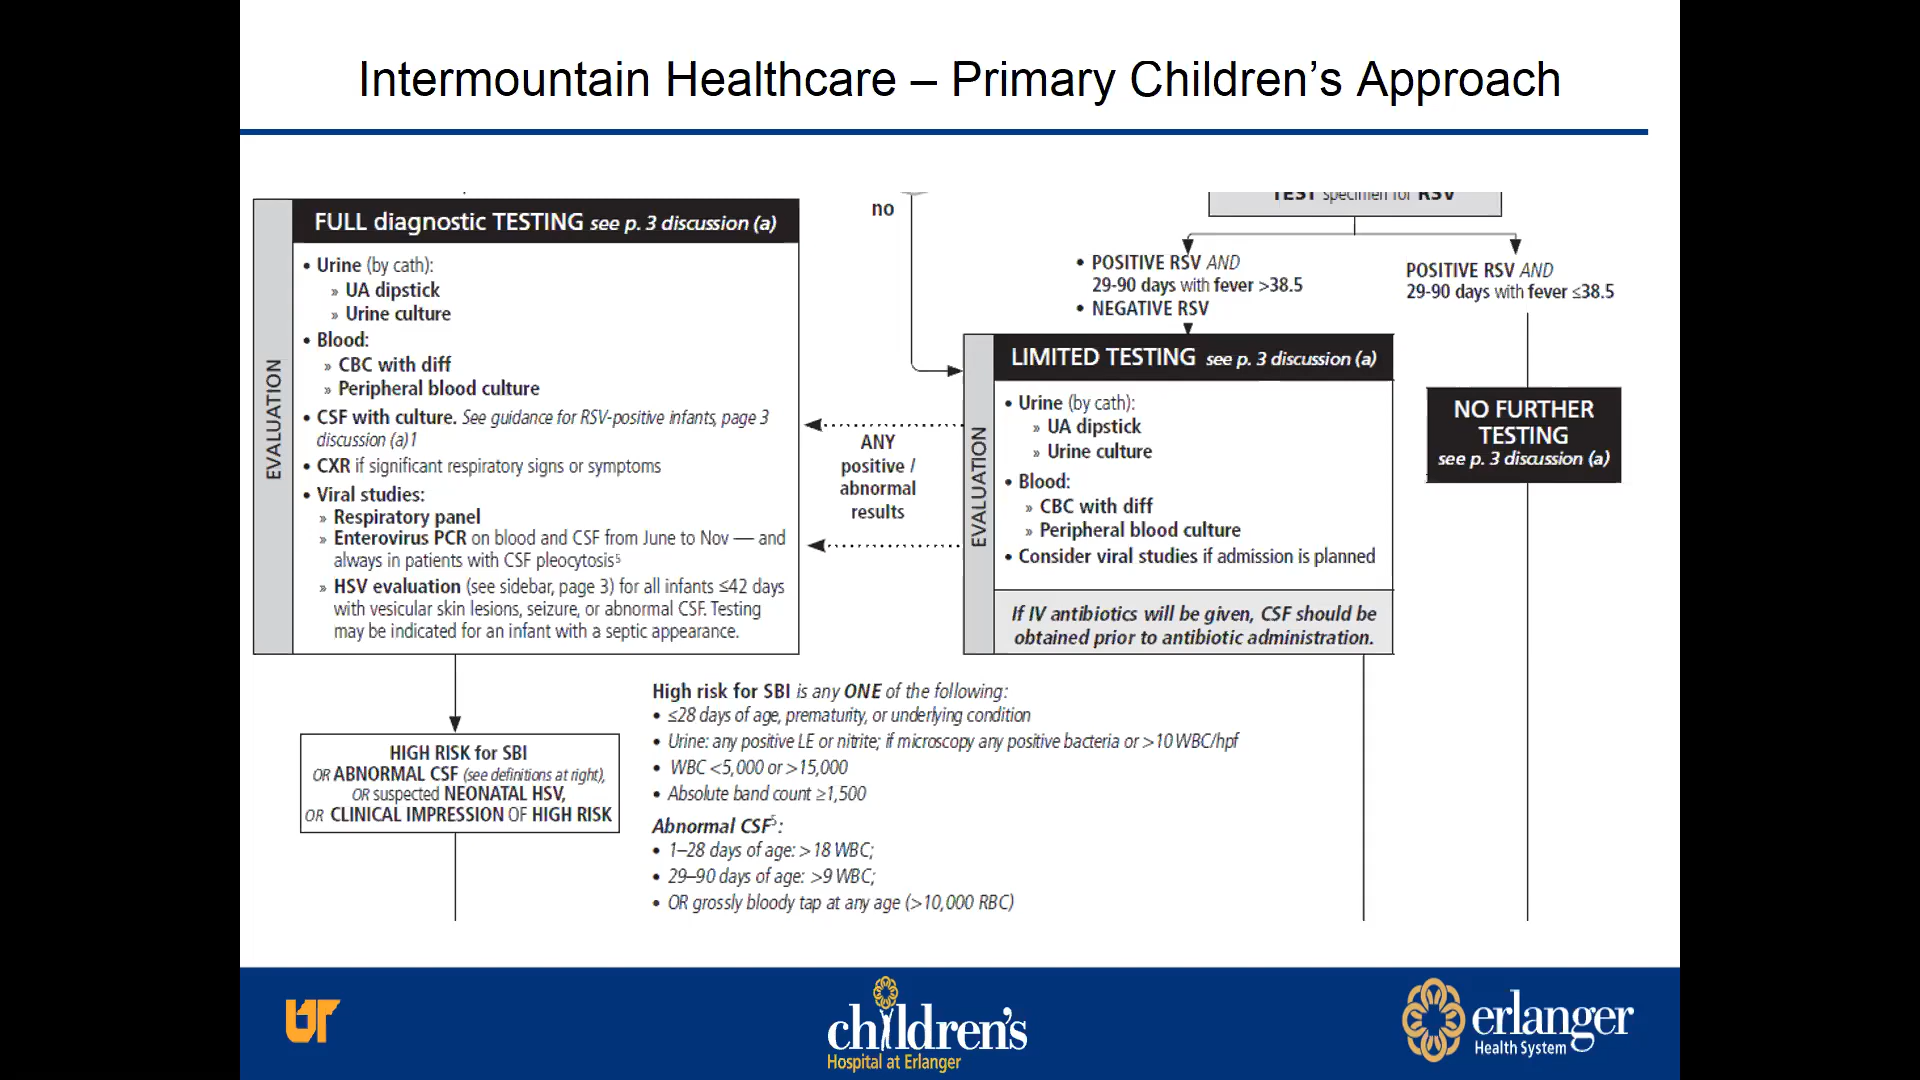 Intermountain Healthcare – Primary Children's Approach
EVALUATION
FULL diagnostic TESTING see p. 3 discussion (a)
• Urine (by cath):
» UA dipstick
» Urine culture
• Blood:
» CBC with diff
» Peripheral blood culture
• CSF with culture. See guidance for RSV-positive infants, page 3
discussion (a)1
• CXR if significant respiratory signs or symptoms
• Viral studies:
» Respiratory panel
» Enterovirus PCR on blood and CSF from June to Nov — and
always in patients with CSF pleocytosis⁵
» HSV evaluation (see sidebar, page 3) for all infants ≤42 days
with vesicular skin lesions, seizure, or abnormal CSF. Testing
may be indicated for an infant with a septic appearance.
no
ANY
positive /
abnormal
results
TEST specimen for RSV
• POSITIVE RSV AND
29-90 days with fever >38.5
• NEGATIVE RSV
POSITIVE RSV AND
29-90 days with fever ≤38.5
EVALUATION
LIMITED TESTING see p. 3 discussion (a)
• Urine (by cath):
» UA dipstick
» Urine culture
• Blood:
» CBC with diff
» Peripheral blood culture
• Consider viral studies if admission is planned
If IV antibiotics will be given, CSF should be
obtained prior to antibiotic administration.
NO FURTHER
TESTING
see p. 3 discussion (a)
HIGH RISK for SBI
OR ABNORMAL CSF (see definitions at right),
OR suspected NEONATAL HSV,
OR CLINICAL IMPRESSION OF HIGH RISK
High risk for SBI is any ONE of the following:
• ≤28 days of age, prematurity, or underlying condition
• Urine: any positive LE or nitrite; if microscopy any positive bacteria or >10 WBC/hpf
• WBC <5,000 or >15,000
• Absolute band count ≥1,500
Abnormal CSF⁵:
• 1–28 days of age: >18 WBC;
• 29–90 days of age: >9 WBC;
• OR grossly bloody tap at any age (>10,000 RBC)
UT
children's
Hospital at Erlanger
erlanger
Health System